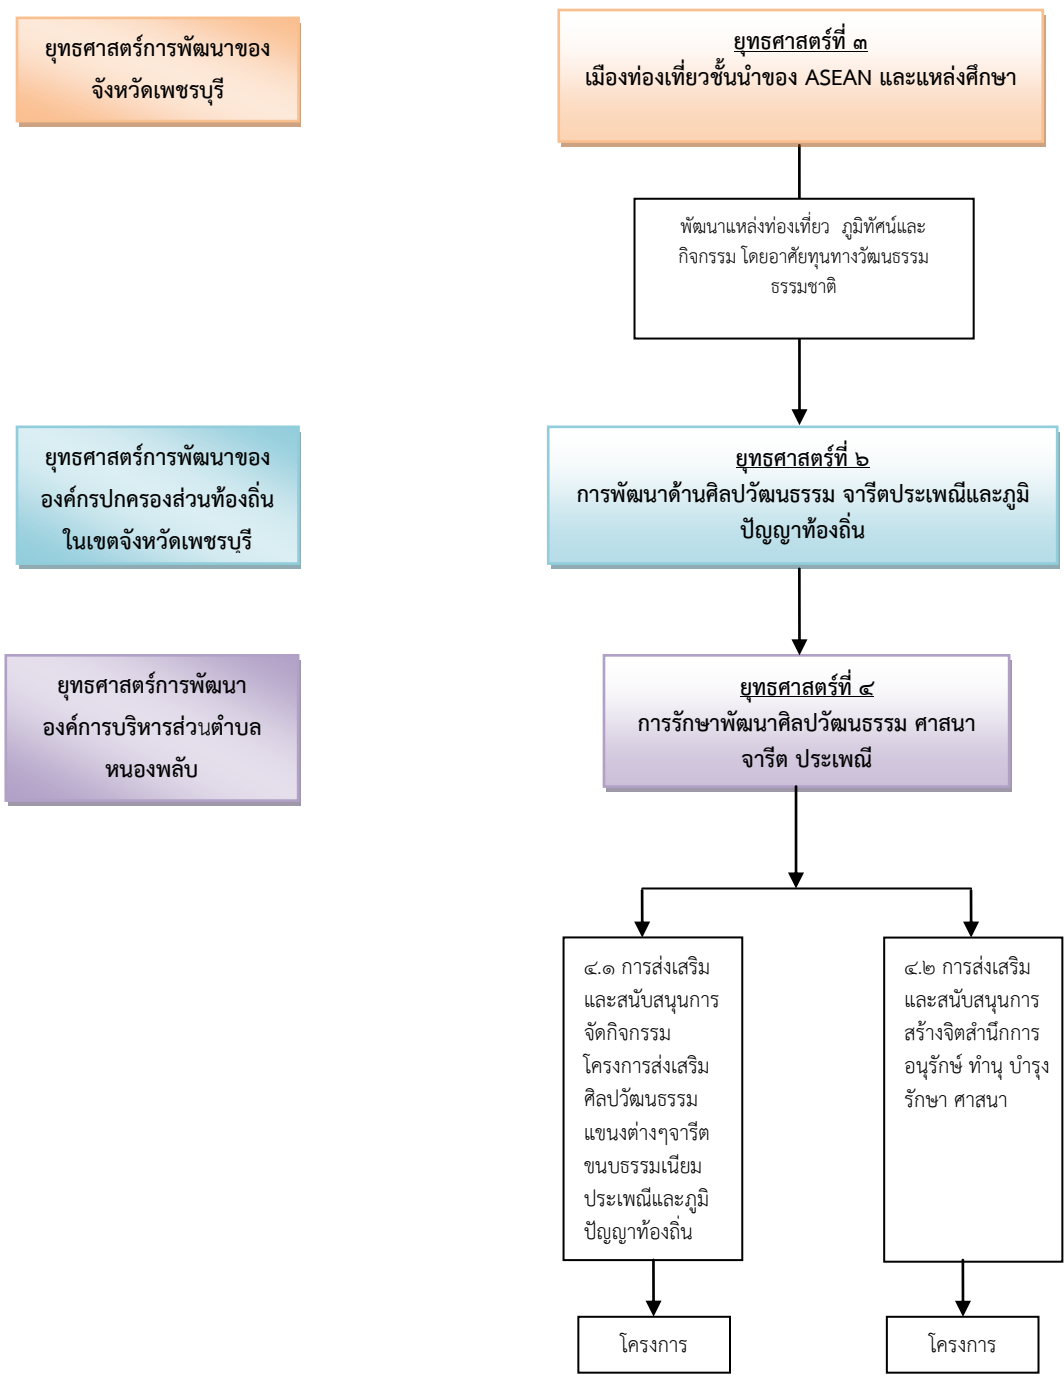 ยุทธศาสตร์การพัฒนาของ
จังหวัดเพชรบุรี
ยุทธศาสตร์ที่ ๓
เมืองท่องเที่ยวชั้นนำของ ASEAN และแหล่งศึกษา
พัฒนาแหล่งท่องเที่ยว ภูมิทัศน์และ
กิจกรรม โดยอาศัยทุนทางวัฒนธรรม
ธรรมชาติ
ยุทธศาสตร์การพัฒนาของ
องค์กรปกครองส่วนท้องถิ่น
ในเขตจังหวัดเพชรบุรี
ยุทธศาสตร์ที่ ๖
การพัฒนาด้านศิลปวัฒนธรรม จารีตประเพณีและภูมิ
ปัญญาท้องถิ่น
ยุทธศาสตร์การพัฒนา
องค์การบริหารส่วนตำบล
หนองพลับ
ยุทธศาสตร์ที่ ๔
การรักษาพัฒนาศิลปวัฒนธรรม ศาสนา
จารีต ประเพณี
๔.๑ การส่งเสริม
และสนับสนุนการ
จัดกิจกรรม
โครงการส่งเสริม
ศิลปวัฒนธรรม
แขนงต่างๆจารีต
ขนบธรรมเนียม
ประเพณีและภูมิ
ปัญญาท้องถิ่น
๔.๒ การส่งเสริม
และสนับสนุนการ
สร้างจิตสำนึกการ
อนุรักษ์ ทำนุ บำรุง
รักษา ศาสนา
โครงการ
โครงการ